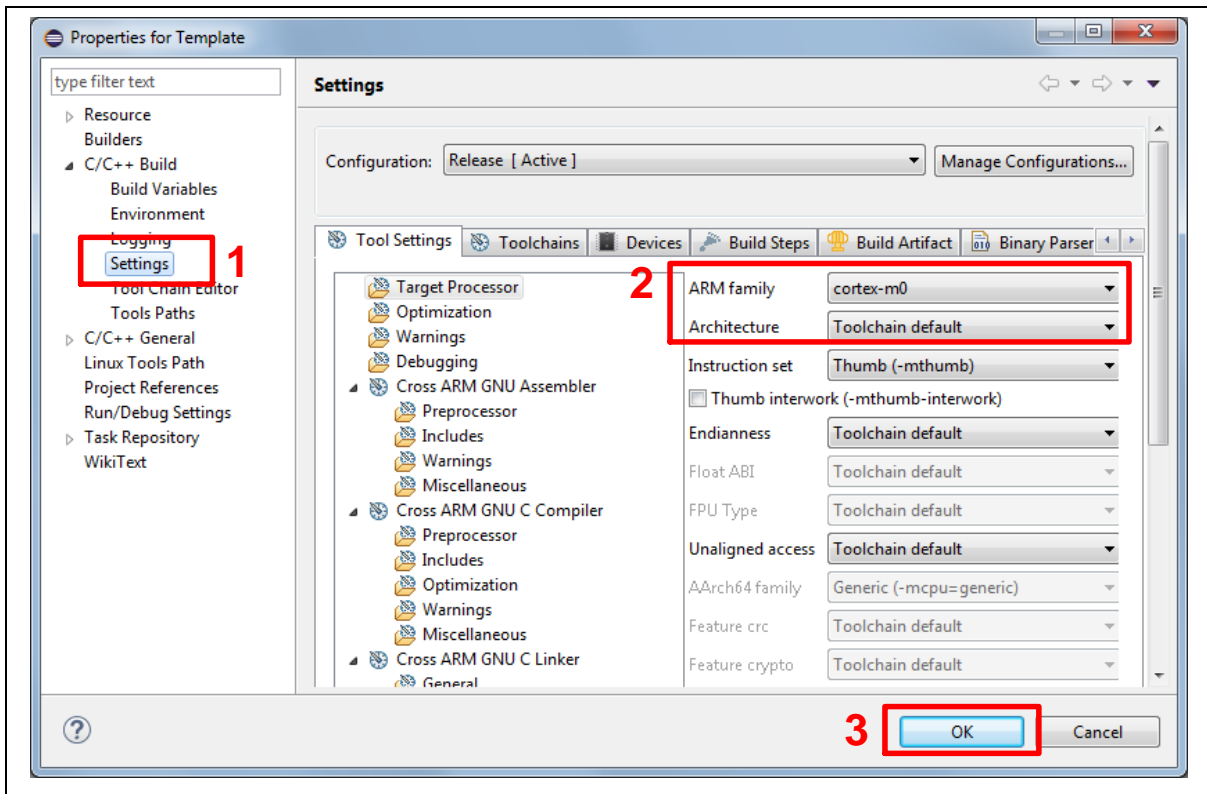 Properties for Template
type filter text
Resource
Builders
C/C++ Build
Build Variables
Environment
Logging
Settings
Tool Chain Editor
Tools Paths
C/C++ General
Linux Tools Path
Project References
Run/Debug Settings
Task Repository
WikiText
1
Settings
Configuration: Release [ Active ] Manage Configurations...
Tool Settings Toolchains Devices Build Steps Build Artifact Binary Parser
Target Processor
Optimization
Warnings
Debugging
Cross ARM GNU Assembler
Preprocessor
Includes
Warnings
Miscellaneous
Cross ARM GNU C Compiler
Preprocessor
Includes
Optimization
Warnings
Miscellaneous
Cross ARM GNU C Linker
General
2
ARM family cortex-m0
Architecture Toolchain default
Instruction set Thumb (-mthumb)
Thumb interwork (-mthumb-interwork)
Endianness Toolchain default
Float ABI Toolchain default
FPU Type Toolchain default
Unaligned access Toolchain default
AArch64 family Generic (-mcpu=generic)
Feature crc Toolchain default
Feature crypto Toolchain default
3
OK Cancel